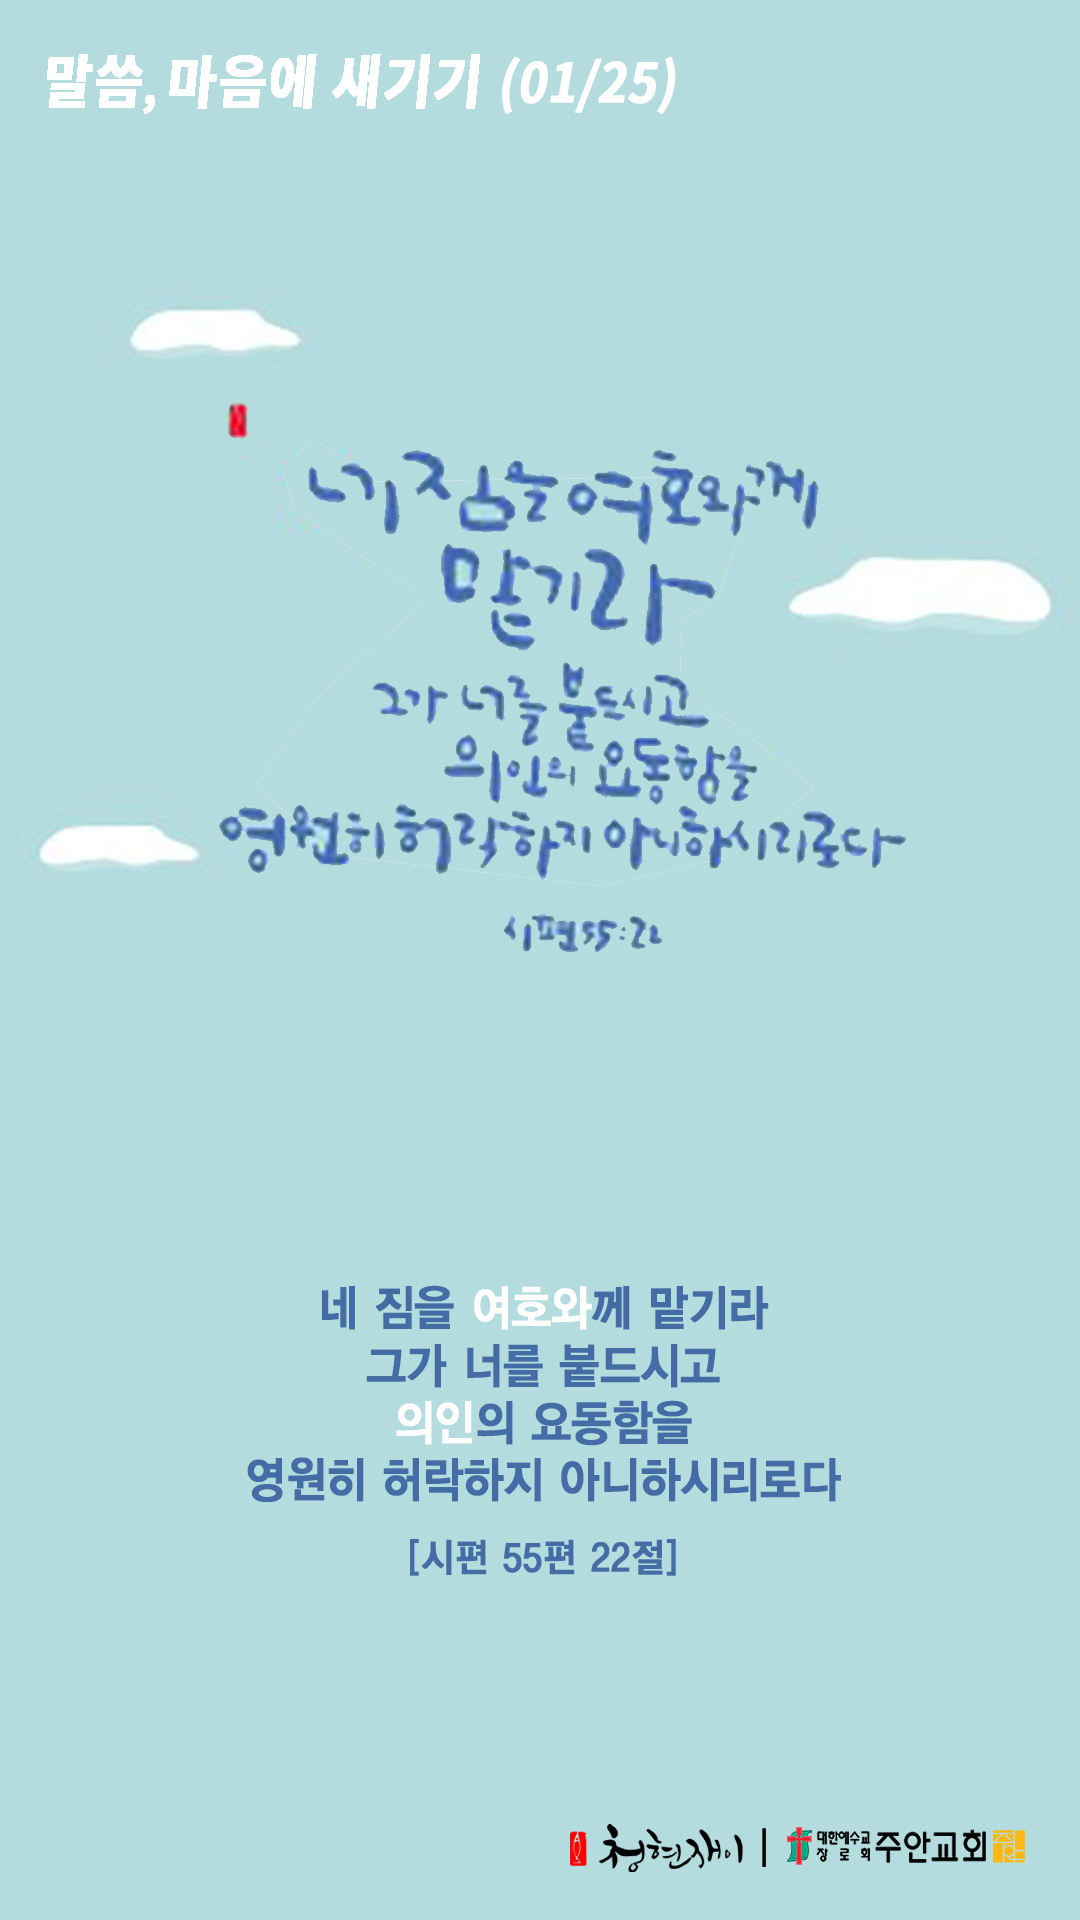 말씀, 마음에 새기기 (01/25)
네 짐을 여호와께
맡기라
그가 너를 붙드시고
의인의 요동함을
영원히 허락하지 아니하시리로다
시편 55:22
네 짐을 여호와께 맡기라
그가 너를 붙드시고
의인의 요동함을
영원히 허락하지 아니하시리로다
[시편 55편 22절]
청현재이 | 대한예수교 장로회 주안교회